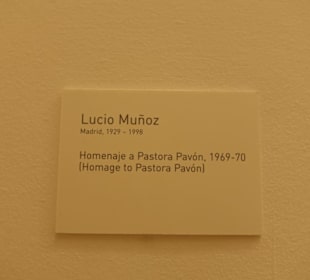 Lucio Muñoz
Madrid, 1929 - 1998
Homenaje a Pastora Pavón, 1969-70
(Homage to Pastora Pavón)